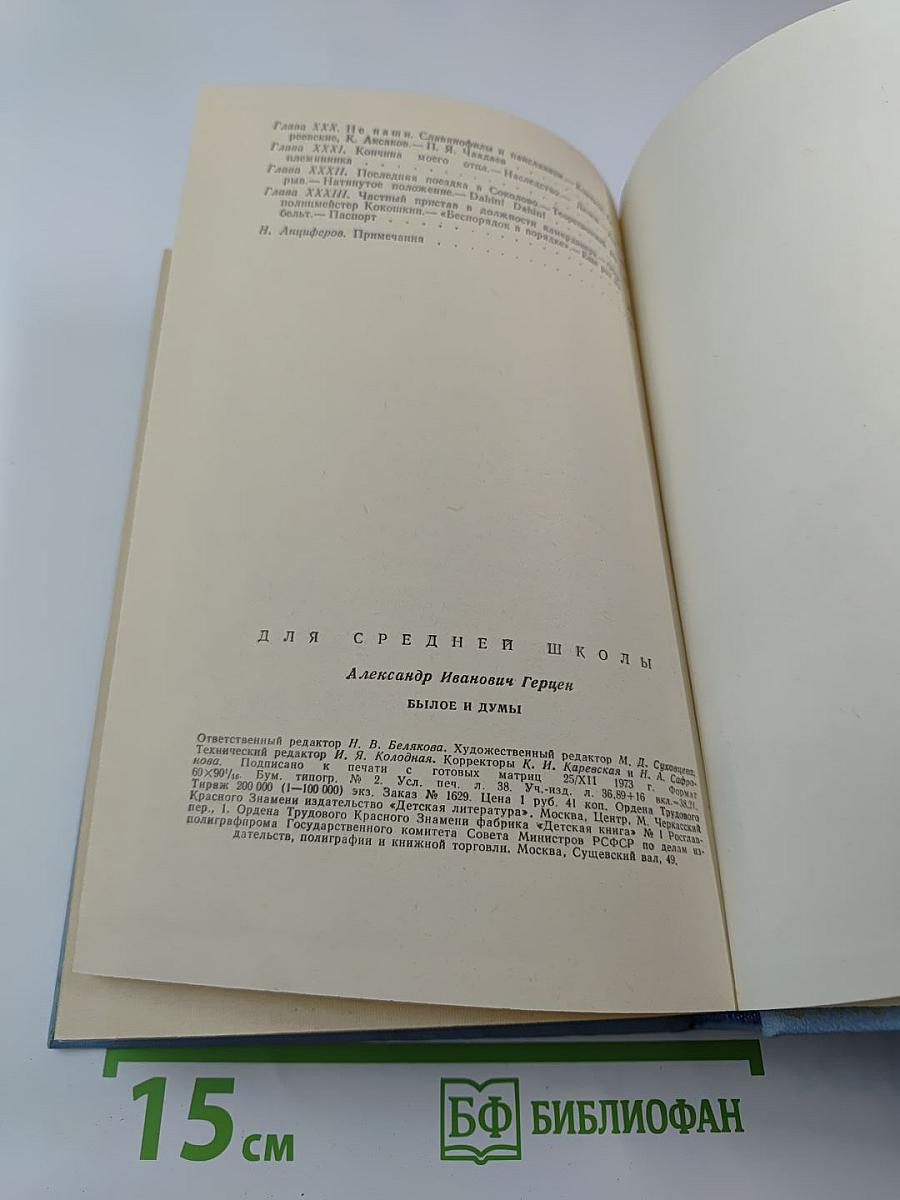 Глава XXX. Не наши. Славянофилы и панславизм.—
реевские, К. Аксаков.— П. Я. Чаадаев
Глава XXXI. Кончина моего отца.— Наследство.— Дележ.—
племянника
Глава XXXII. Последняя поездка в Соколово.— Теоретический
рыв.— Натянутое положение.— Dahin! Dahin!
Глава XXXIII. Частный пристав в должности камердинера.—
полицмейстер Кокошкин.— «Беспорядок в порядке».— Еще раз
бельт.— Паспорт
Н. Анциферов. Примечания
ДЛЯ СРЕДНЕЙ ШКОЛЫ
Александр Иванович Герцен
БЫЛОЕ И ДУМЫ
Ответственный редактор Н. В. Белякова. Художественный редактор М. Д. Суховцева.
Технический редактор И. Я. Колодная. Корректоры К. И. Каревская и Н. А. Сафро-
нова. Подписано к печати с готовых матриц 25/XII 1973 г. Формат
60×90¹/₁₆. Бум. типогр. № 2. Усл. печ. л. 38. Уч.-изд. л. 36,89+16 вкл.=38,21.
Тираж 200 000 (1—100 000) экз. Заказ № 1629. Цена 1 руб. 41 коп. Ордена Трудового
Красного Знамени издательство «Детская литература». Москва, Центр, М. Черкасский
пер., 1. Ордена Трудового Красного Знамени фабрика «Детская книга» № 1 Росглав-
полиграфпрома Государственного комитета Совета Министров РСФСР по делам из-
дательств, полиграфии и книжной торговли. Москва, Сущевский вал, 49.
15 см
БФ БИБЛИОФАН